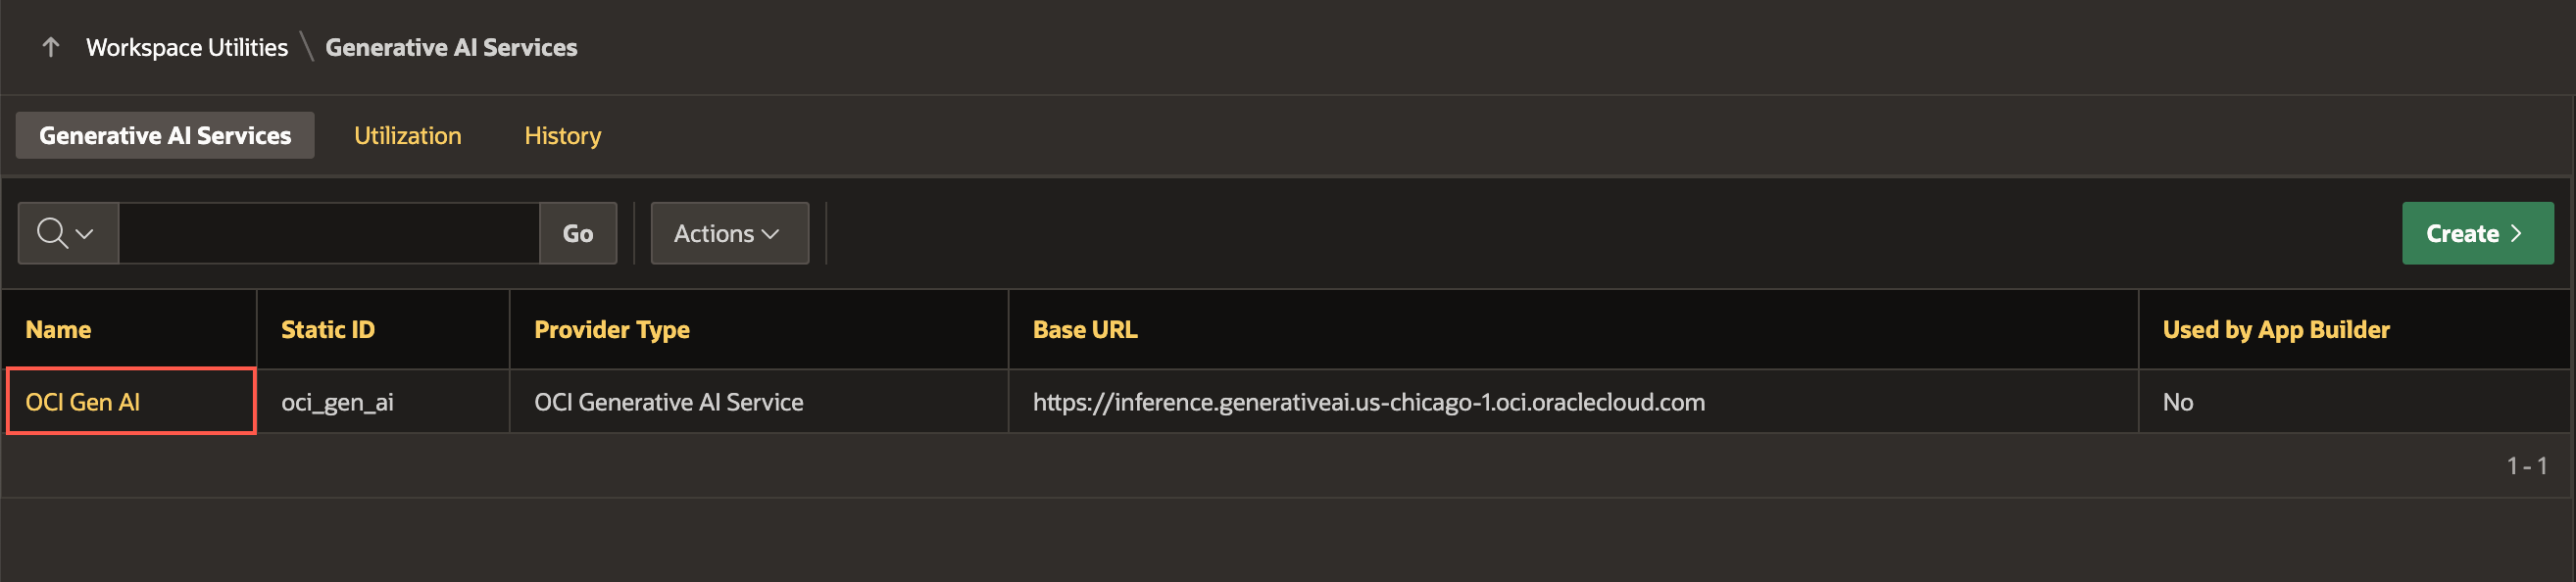 Workspace Utilities \ Generative AI Services
Generative AI Services Utilization History
Go Actions Create
Name Static ID Provider Type Base URL Used by App Builder
OCI Gen AI oci_gen_ai OCI Generative AI Service https://inference.generativeai.us-chicago-1.oci.oraclecloud.com No
1 - 1